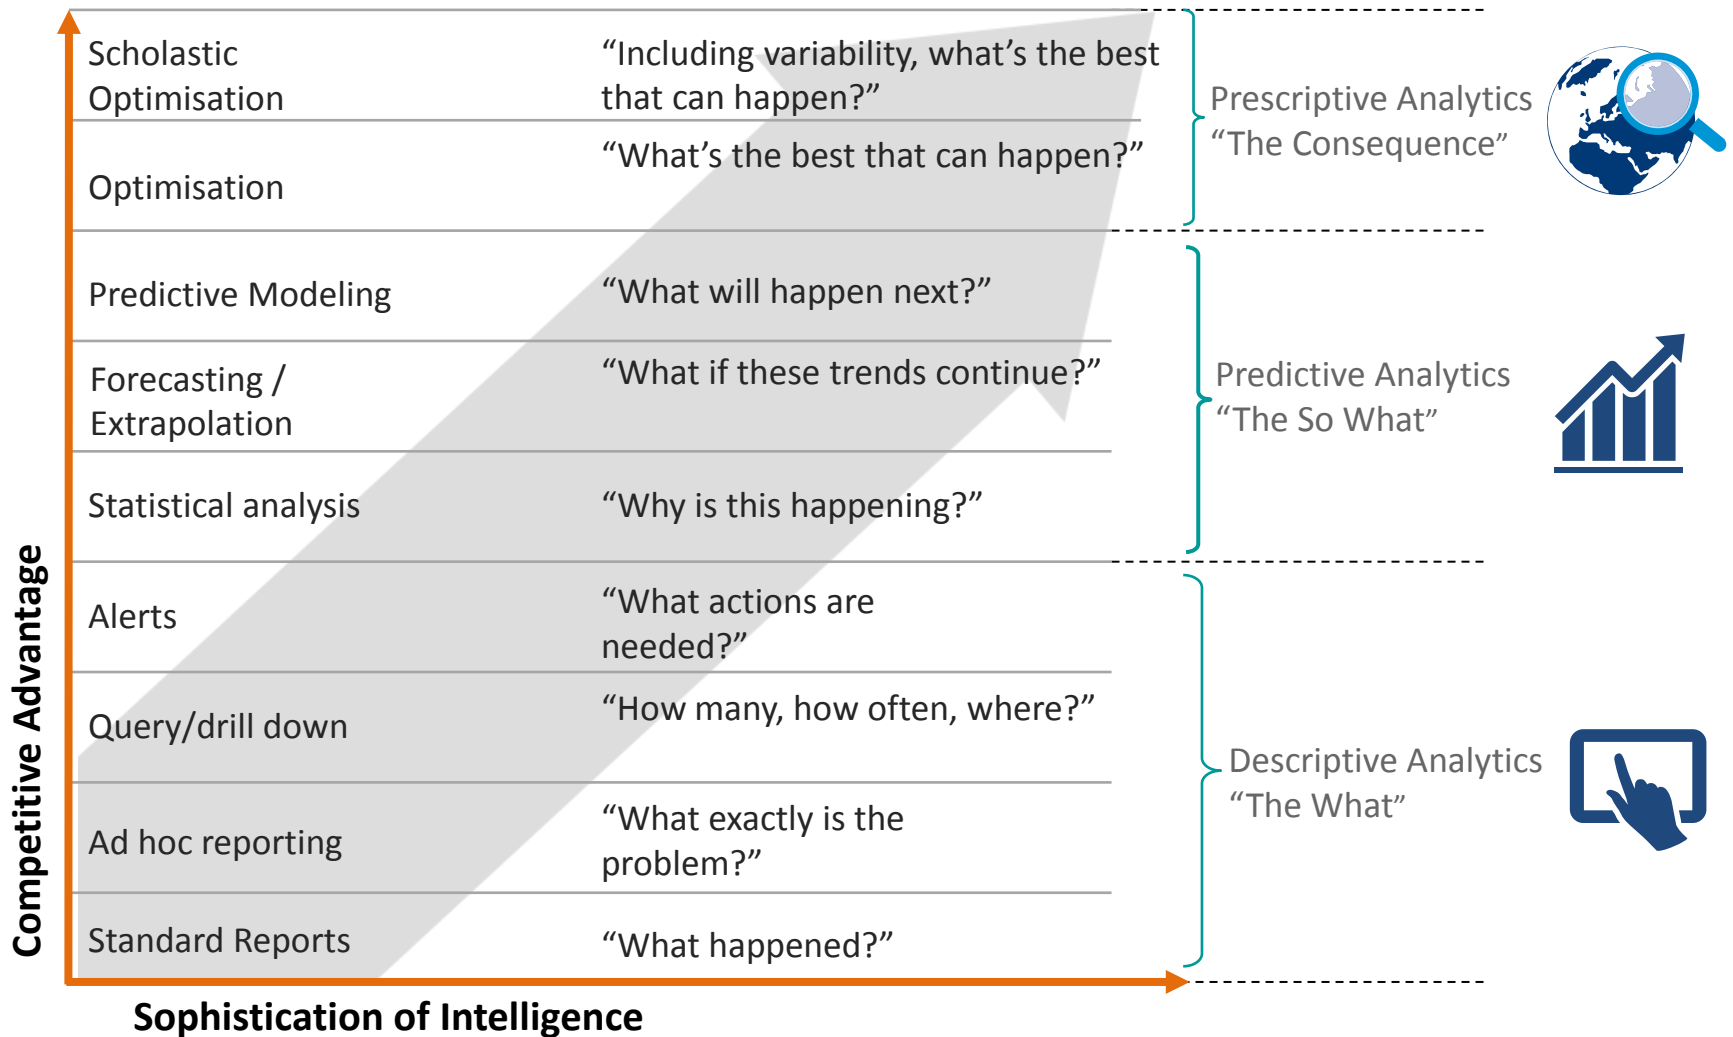 Scholastic
Optimisation
“Including variability, what’s the best
that can happen?”
Optimisation
“What’s the best that can happen?”
Prescriptive Analytics
“The Consequence”
Predictive Modeling
“What will happen next?”
Forecasting /
Extrapolation
“What if these trends continue?”
Statistical analysis
“Why is this happening?”
Predictive Analytics
“The So What”
Alerts
“What actions are
needed?”
Query/drill down
“How many, how often, where?”
Ad hoc reporting
“What exactly is the
problem?”
Standard Reports
“What happened?”
Descriptive Analytics
“The What”
Competitive Advantage
Sophistication of Intelligence